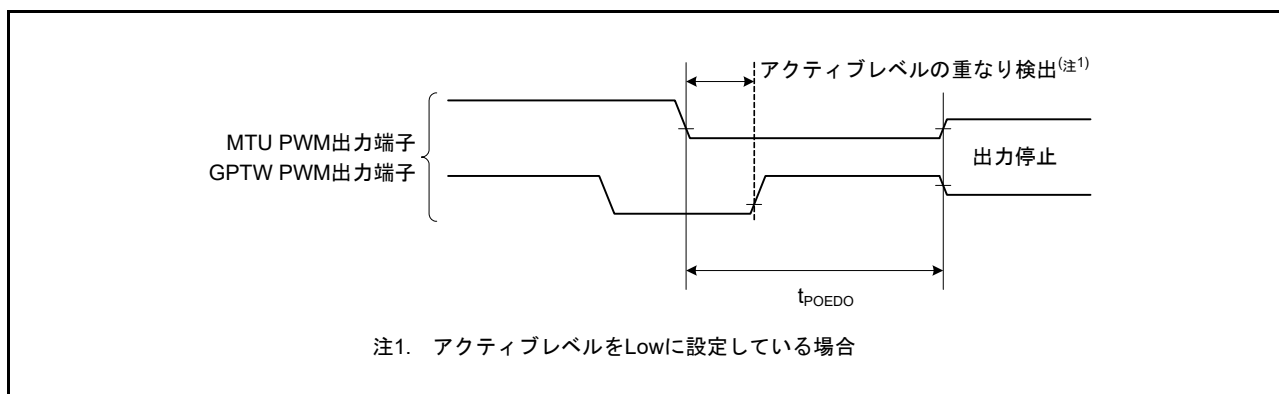 アクティブレベルの重なり検出(注1)
MTU PWM出力端子
GPTW PWM出力端子
出力停止
tPOEDO
注1. アクティブレベルをLowに設定している場合